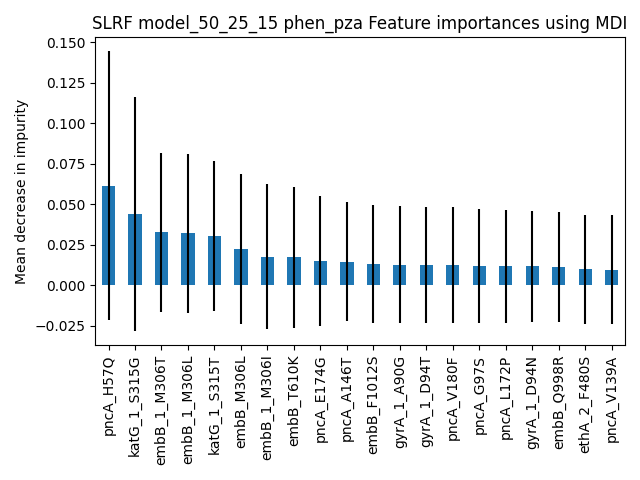 SLRF model_50_25_15 phen_pza Feature importances using MDI
Mean decrease in impurity
0.150
0.125
0.100
0.075
0.050
0.025
0.000
−0.025
pncA_H57Q
katG_1_S315G
embB_1_M306T
embB_1_M306L
katG_1_S315T
embB_M306L
embB_1_M306I
embB_T610K
pncA_E174G
pncA_A146T
embB_F1012S
gyrA_1_A90G
gyrA_1_D94T
pncA_V180F
pncA_G97S
pncA_L172P
gyrA_1_D94N
embB_Q998R
ethA_2_F480S
pncA_V139A